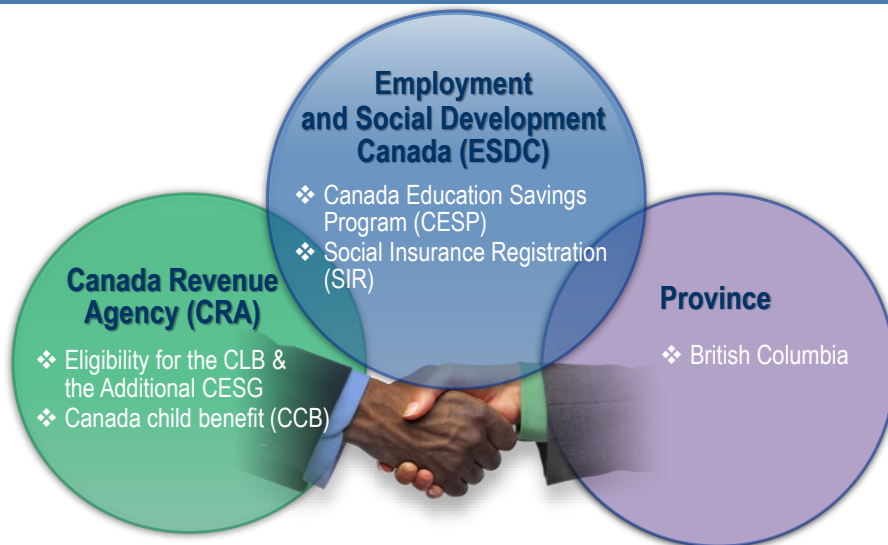 Employment
and Social Development
Canada (ESDC)
❖ Canada Education Savings
Program (CESP)
❖ Social Insurance Registration
(SIR)
Canada Revenue
Agency (CRA)
❖ Eligibility for the CLB &
the Additional CESG
❖ Canada child benefit (CCB)
Province
❖ British Columbia